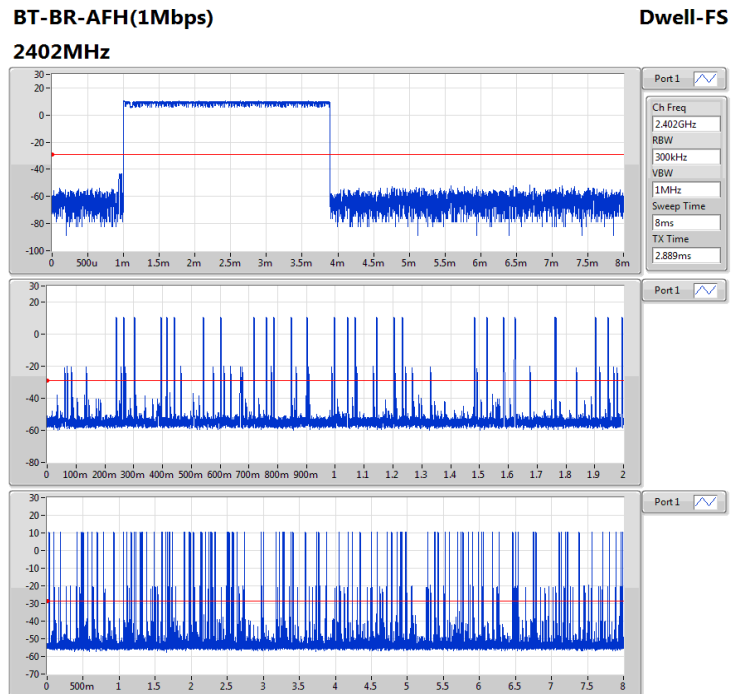 BT-BR-AFH(1Mbps) Dwell-FS
2402MHz
30
20
0
-20
-40
-60
-80
-100
0 500u 1m 1.5m 2m 2.5m 3m 3.5m 4m 4.5m 5m 5.5m 6m 6.5m 7m 7.5m 8m
Port 1
Ch Freq
2.402GHz
RBW
300kHz
VBW
1MHz
Sweep Time
8ms
TX Time
2.889ms
30
20
0
-20
-40
-60
-80
0 100m 200m 300m 400m 500m 600m 700m 800m 900m 1 1.1 1.2 1.3 1.4 1.5 1.6 1.7 1.8 1.9 2
Port 1
30
20
10
0
-10
-20
-30
-40
-50
-60
-70
0 500m 1 1.5 2 2.5 3 3.5 4 4.5 5 5.5 6 6.5 7 7.5 8
Port 1